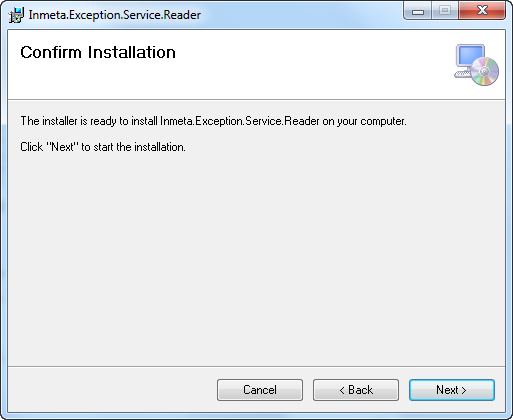 Inmeta.Exception.Service.Reader
Confirm Installation
The installer is ready to install Inmeta.Exception.Service.Reader on your computer.
Click "Next" to start the installation.
Cancel
< Back
Next >